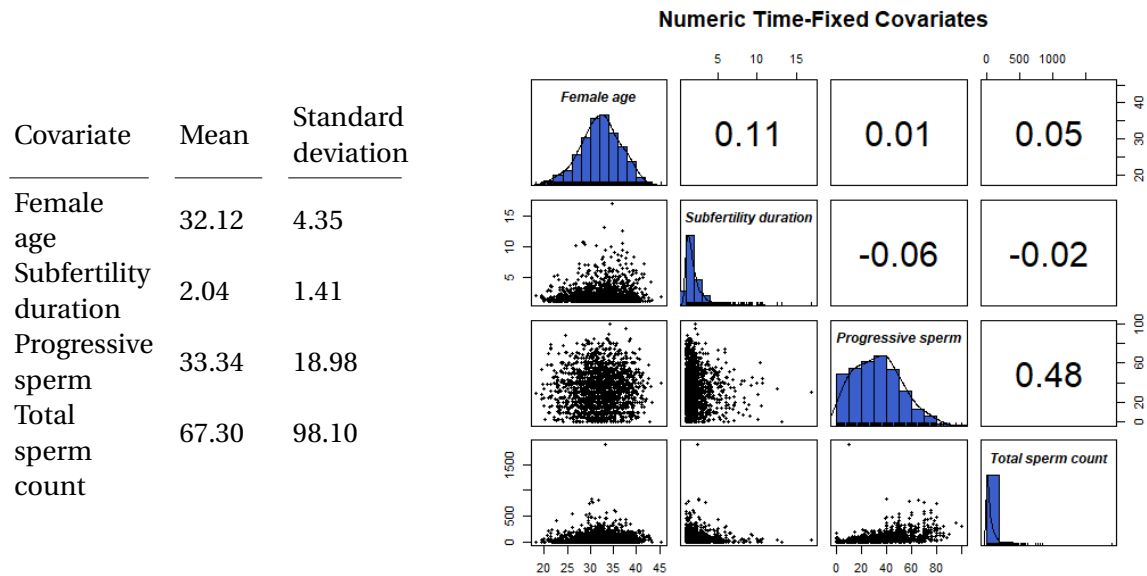 Covariate Mean Standard deviation
Female age 32.12 4.35
Subfertility duration 2.04 1.41
Progressive sperm 33.34 18.98
Total sperm count 67.30 98.10
Numeric Time-Fixed Covariates
5 10 15
0 500 1000
Female age
0.11
0.01
0.05
20 30 40
5 10 15
Subfertility duration
-0.06
-0.02
Progressive sperm
0.48
0 20 60 100
0 500 1500
Total sperm count
20 25 30 35 40 45
0 20 40 60 80